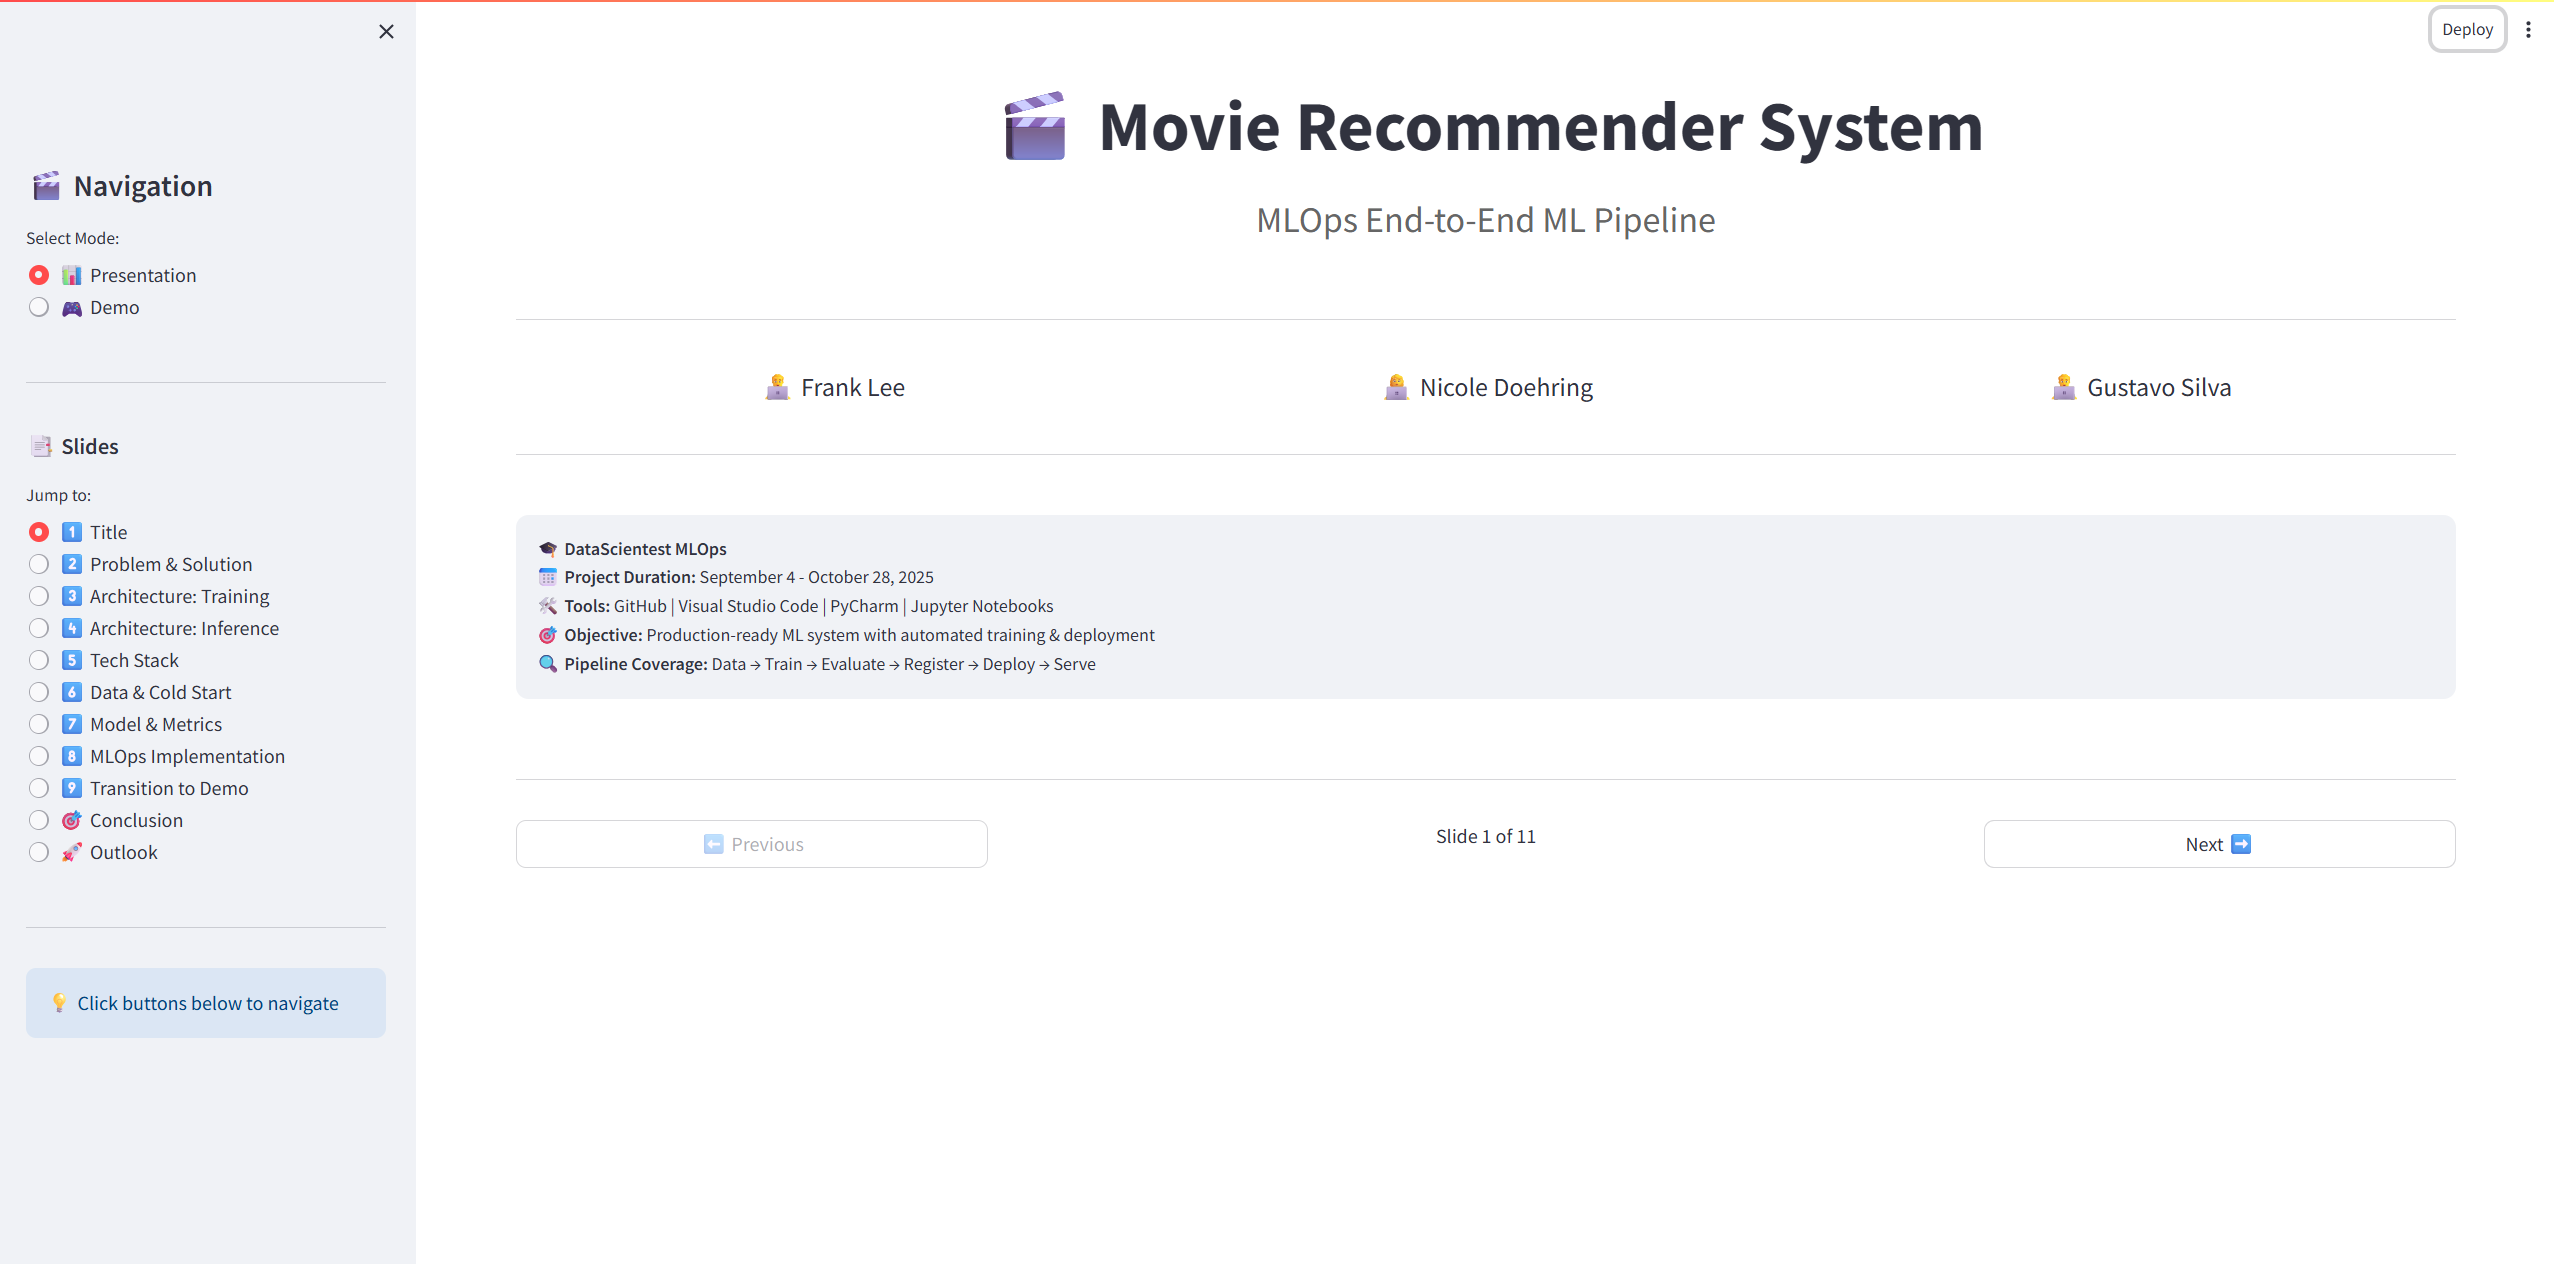 Deploy
Navigation
Select Mode:
Presentation
Demo
Slides
Jump to:
1 Title
2 Problem & Solution
3 Architecture: Training
4 Architecture: Inference
5 Tech Stack
6 Data & Cold Start
7 Model & Metrics
8 MLOps Implementation
9 Transition to Demo
Conclusion
Outlook
Click buttons below to navigate
Movie Recommender System
MLOps End-to-End ML Pipeline
Frank Lee
Nicole Doehring
Gustavo Silva
DataScientest MLOps
Project Duration: September 4 - October 28, 2025
Tools: GitHub | Visual Studio Code | PyCharm | Jupyter Notebooks
Objective: Production-ready ML system with automated training & deployment
Pipeline Coverage: Data → Train → Evaluate → Register → Deploy → Serve
Previous
Slide 1 of 11
Next